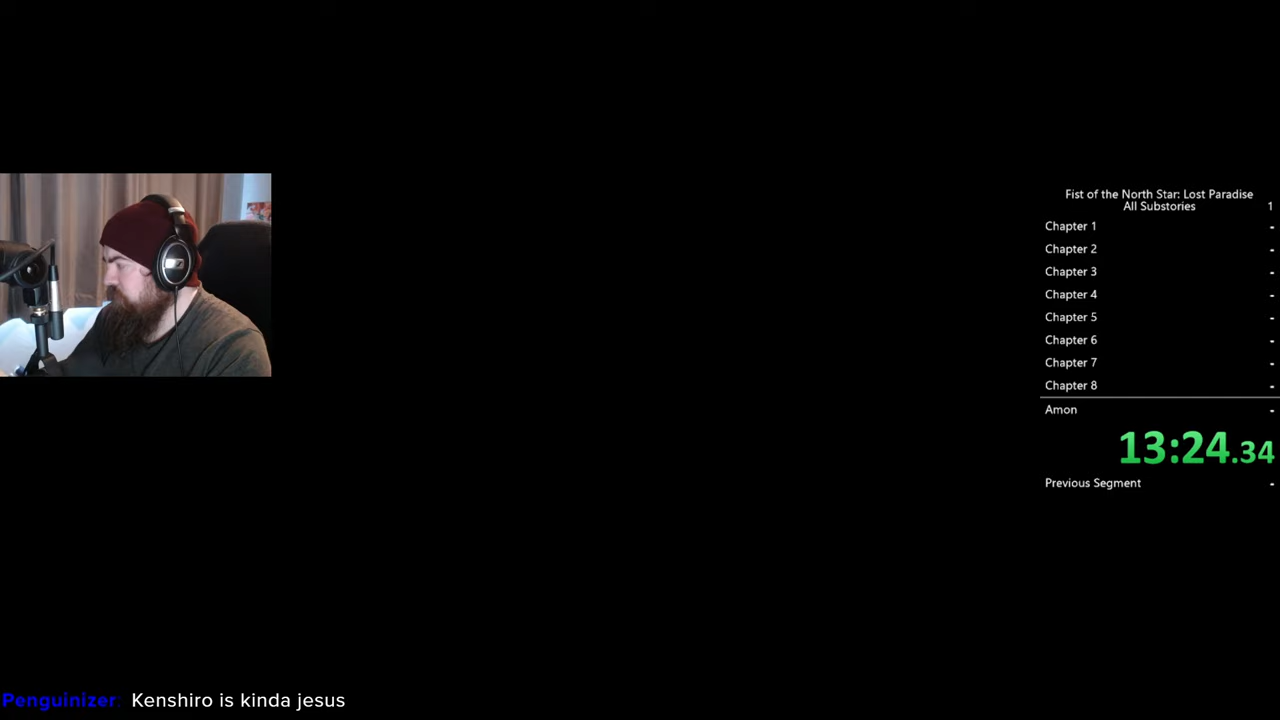 Fist of the North Star: Lost Paradise
All Substories 1
Chapter 1 -
Chapter 2 -
Chapter 3 -
Chapter 4 -
Chapter 5 -
Chapter 6 -
Chapter 7 -
Chapter 8 -
Amon -
13:24.34
Previous Segment -
Penguinizer: Kenshiro is kinda jesus